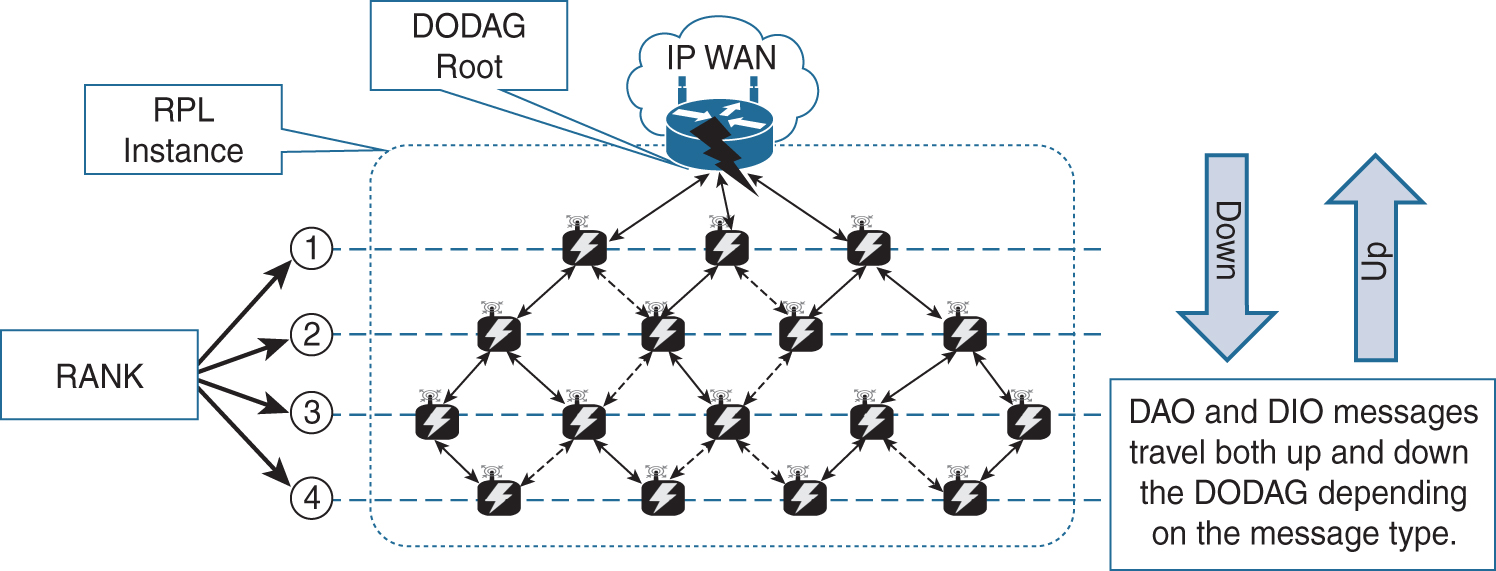 DODAG
Root
IP WAN
RPL
Instance
RANK
1
2
3
4
Down
Up
DAO and DIO messages
travel both up and down
the DODAG depending
on the message type.